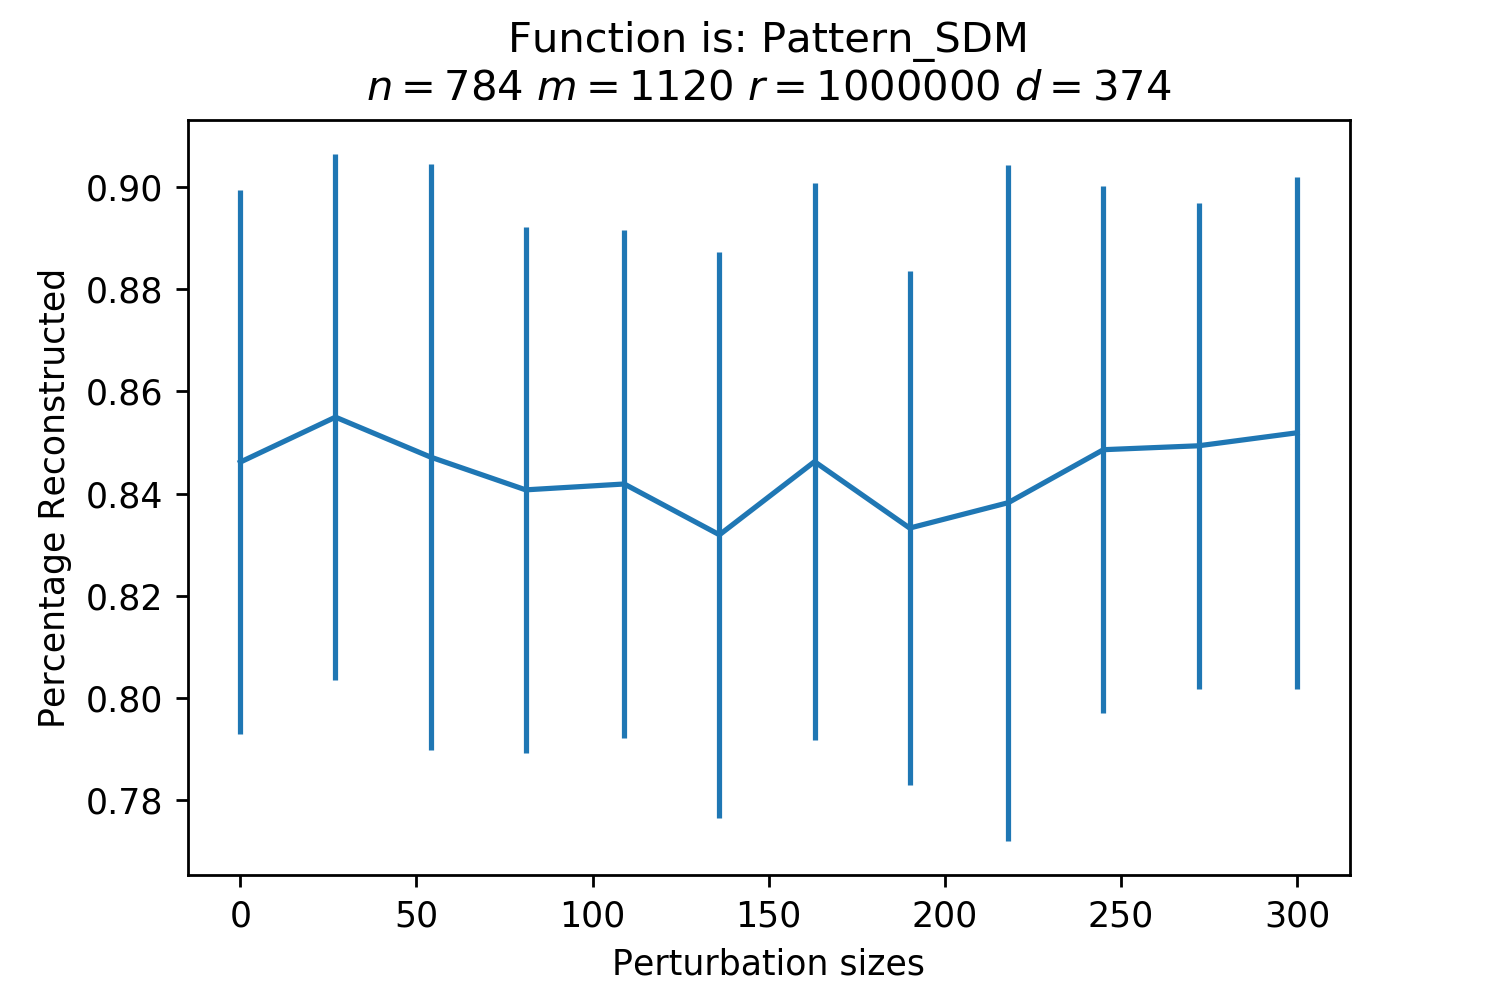 Function is: Pattern_SDM
n = 784 m = 1120 r = 1000000 d = 374
Percentage Reconstructed
0.90
0.88
0.86
0.84
0.82
0.80
0.78
0 50 100 150 200 250 300
Perturbation sizes